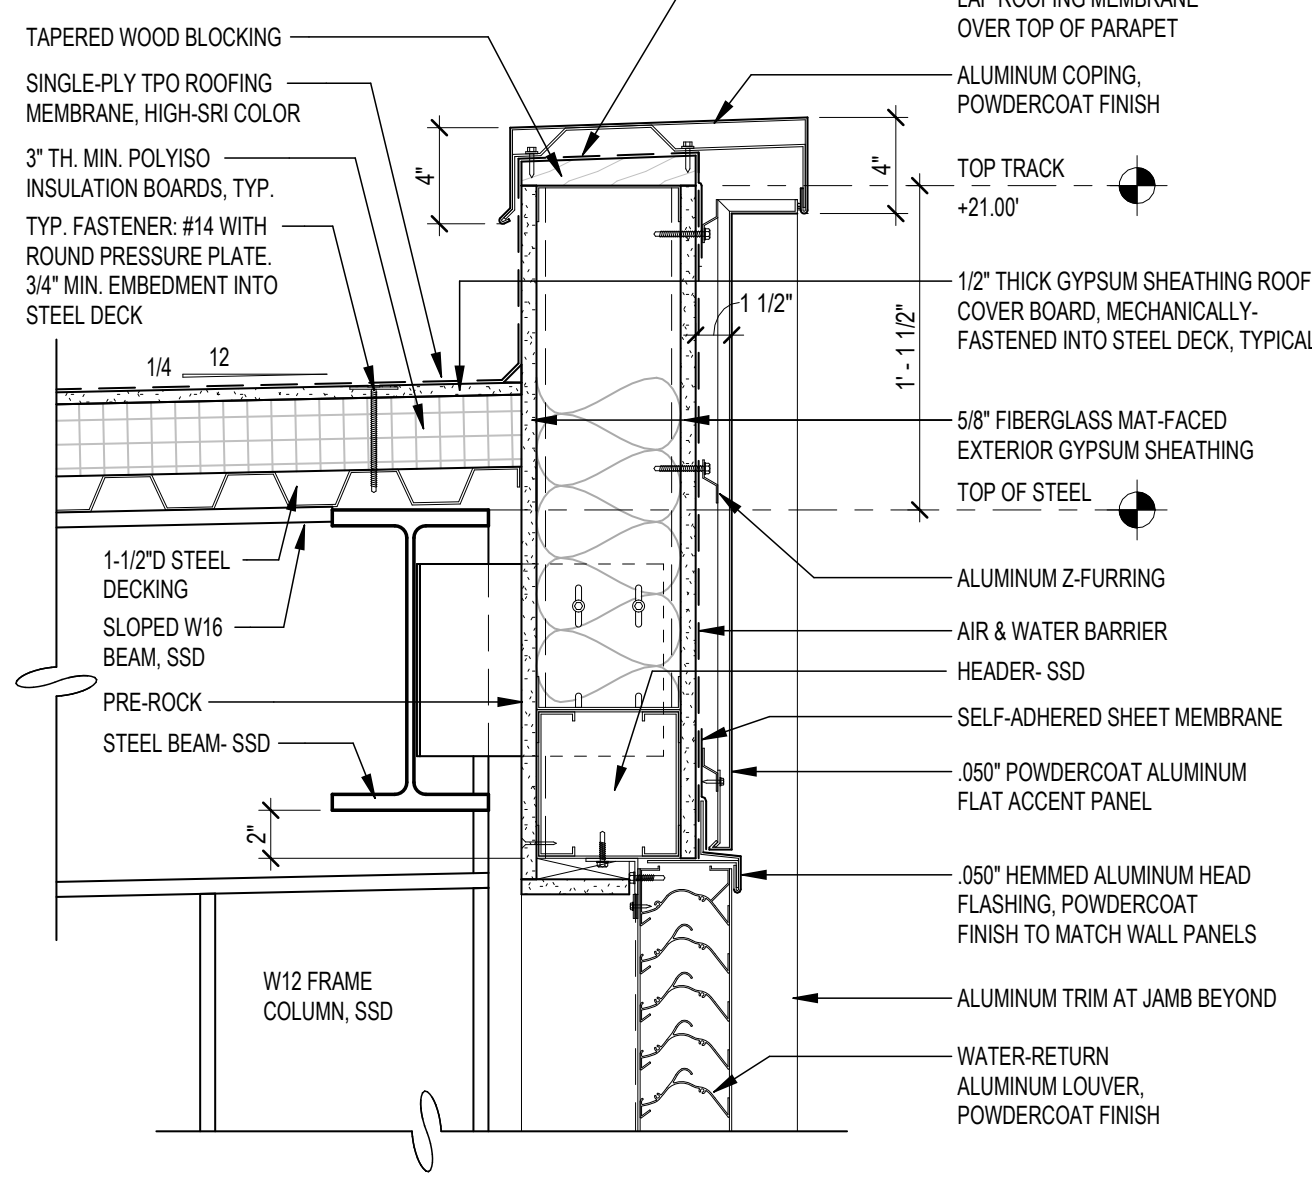 TAPERED WOOD BLOCKING
SINGLE-PLY TPO ROOFING
MEMBRANE, HIGH-SRI COLOR
3" TH. MIN. POLYISO
INSULATION BOARDS, TYP.
TYP. FASTENER: #14 WITH
ROUND PRESSURE PLATE.
3/4" MIN. EMBEDMENT INTO
STEEL DECK
1/4
12
1-1/2"D STEEL
DECKING
SLOPED W16
BEAM, SSD
PRE-ROCK
STEEL BEAM- SSD
2"
W12 FRAME
COLUMN, SSD
4"
4"
1 1/2"
1' - 1 1/2"
LAP ROOFING MEMBRANE
OVER TOP OF PARAPET
ALUMINUM COPING,
POWDERCOAT FINISH
TOP TRACK
+21.00'
1/2" THICK GYPSUM SHEATHING ROOF
COVER BOARD, MECHANICALLY-
FASTENED INTO STEEL DECK, TYPICAL
5/8" FIBERGLASS MAT-FACED
EXTERIOR GYPSUM SHEATHING
TOP OF STEEL
ALUMINUM Z-FURRING
AIR & WATER BARRIER
HEADER- SSD
SELF-ADHERED SHEET MEMBRANE
.050" POWDERCOAT ALUMINUM
FLAT ACCENT PANEL
.050" HEMMED ALUMINUM HEAD
FLASHING, POWDERCOAT
FINISH TO MATCH WALL PANELS
ALUMINUM TRIM AT JAMB BEYOND
WATER-RETURN
ALUMINUM LOUVER,
POWDERCOAT FINISH